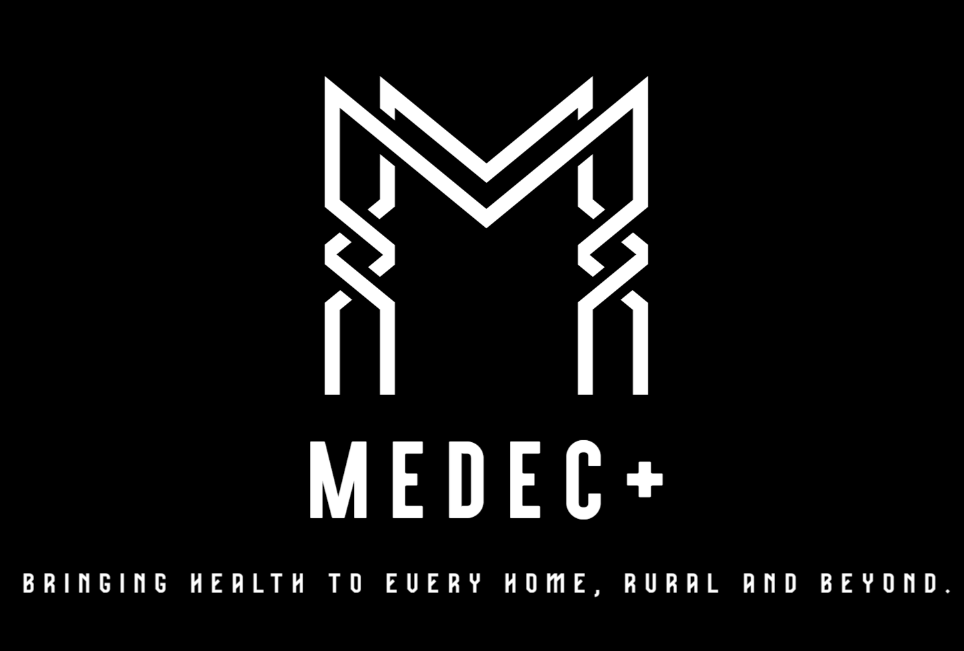 MEDEC+
BRINGING HEALTH TO EVERY HOME, RURAL AND BEYOND.